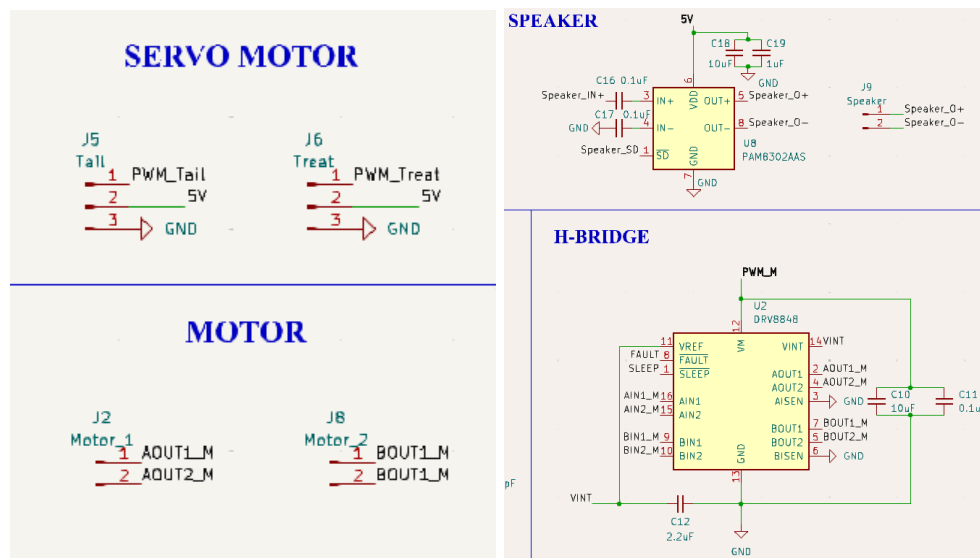 SERVO MOTOR
J5
Tail
1 PWM_Tail
2 5V
3 GND
J6
Treat
1 PWM_Treat
2 5V
3 GND
MOTOR
J2
Motor_1
1 AOUT1_M
2 AOUT2_M
J8
Motor_2
1 BOUT1_M
2 BOUT1_M
SPEAKER
5V
C18 C19
10uF 1uF
GND
C16 0.1uF
6
Speaker_IN+ 3 IN+ VDD OUT+ 5 Speaker_O+
C17 0.1uF
GND 4 IN- OUT- 8 Speaker_O-
Speaker_SD 1 SD GND
U8
PAM8302AAS
7
GND
J9
Speaker
1 Speaker_O+
2 Speaker_O-
H-BRIDGE
PWM_M
U2
DRV8848
12
11 VREF VM VINT 14 VINT
FAULT 8 FAULT
SLEEP 1 SLEEP AOUT1 2 AOUT1_M
AOUT2 4 AOUT2_M
AIN1_M 16 AIN1 AISEN 3 GND
AIN2_M 15 AIN2
C10 C11
10uF 0.1u
BOUT1 7 BOUT1_M
BIN1_M 9 BIN1 BOUT2 5 BOUT2_M
BIN2_M 10 BIN2 GND BISEN 6 GND
13
pF
VINT
C12
2.2uF
GND